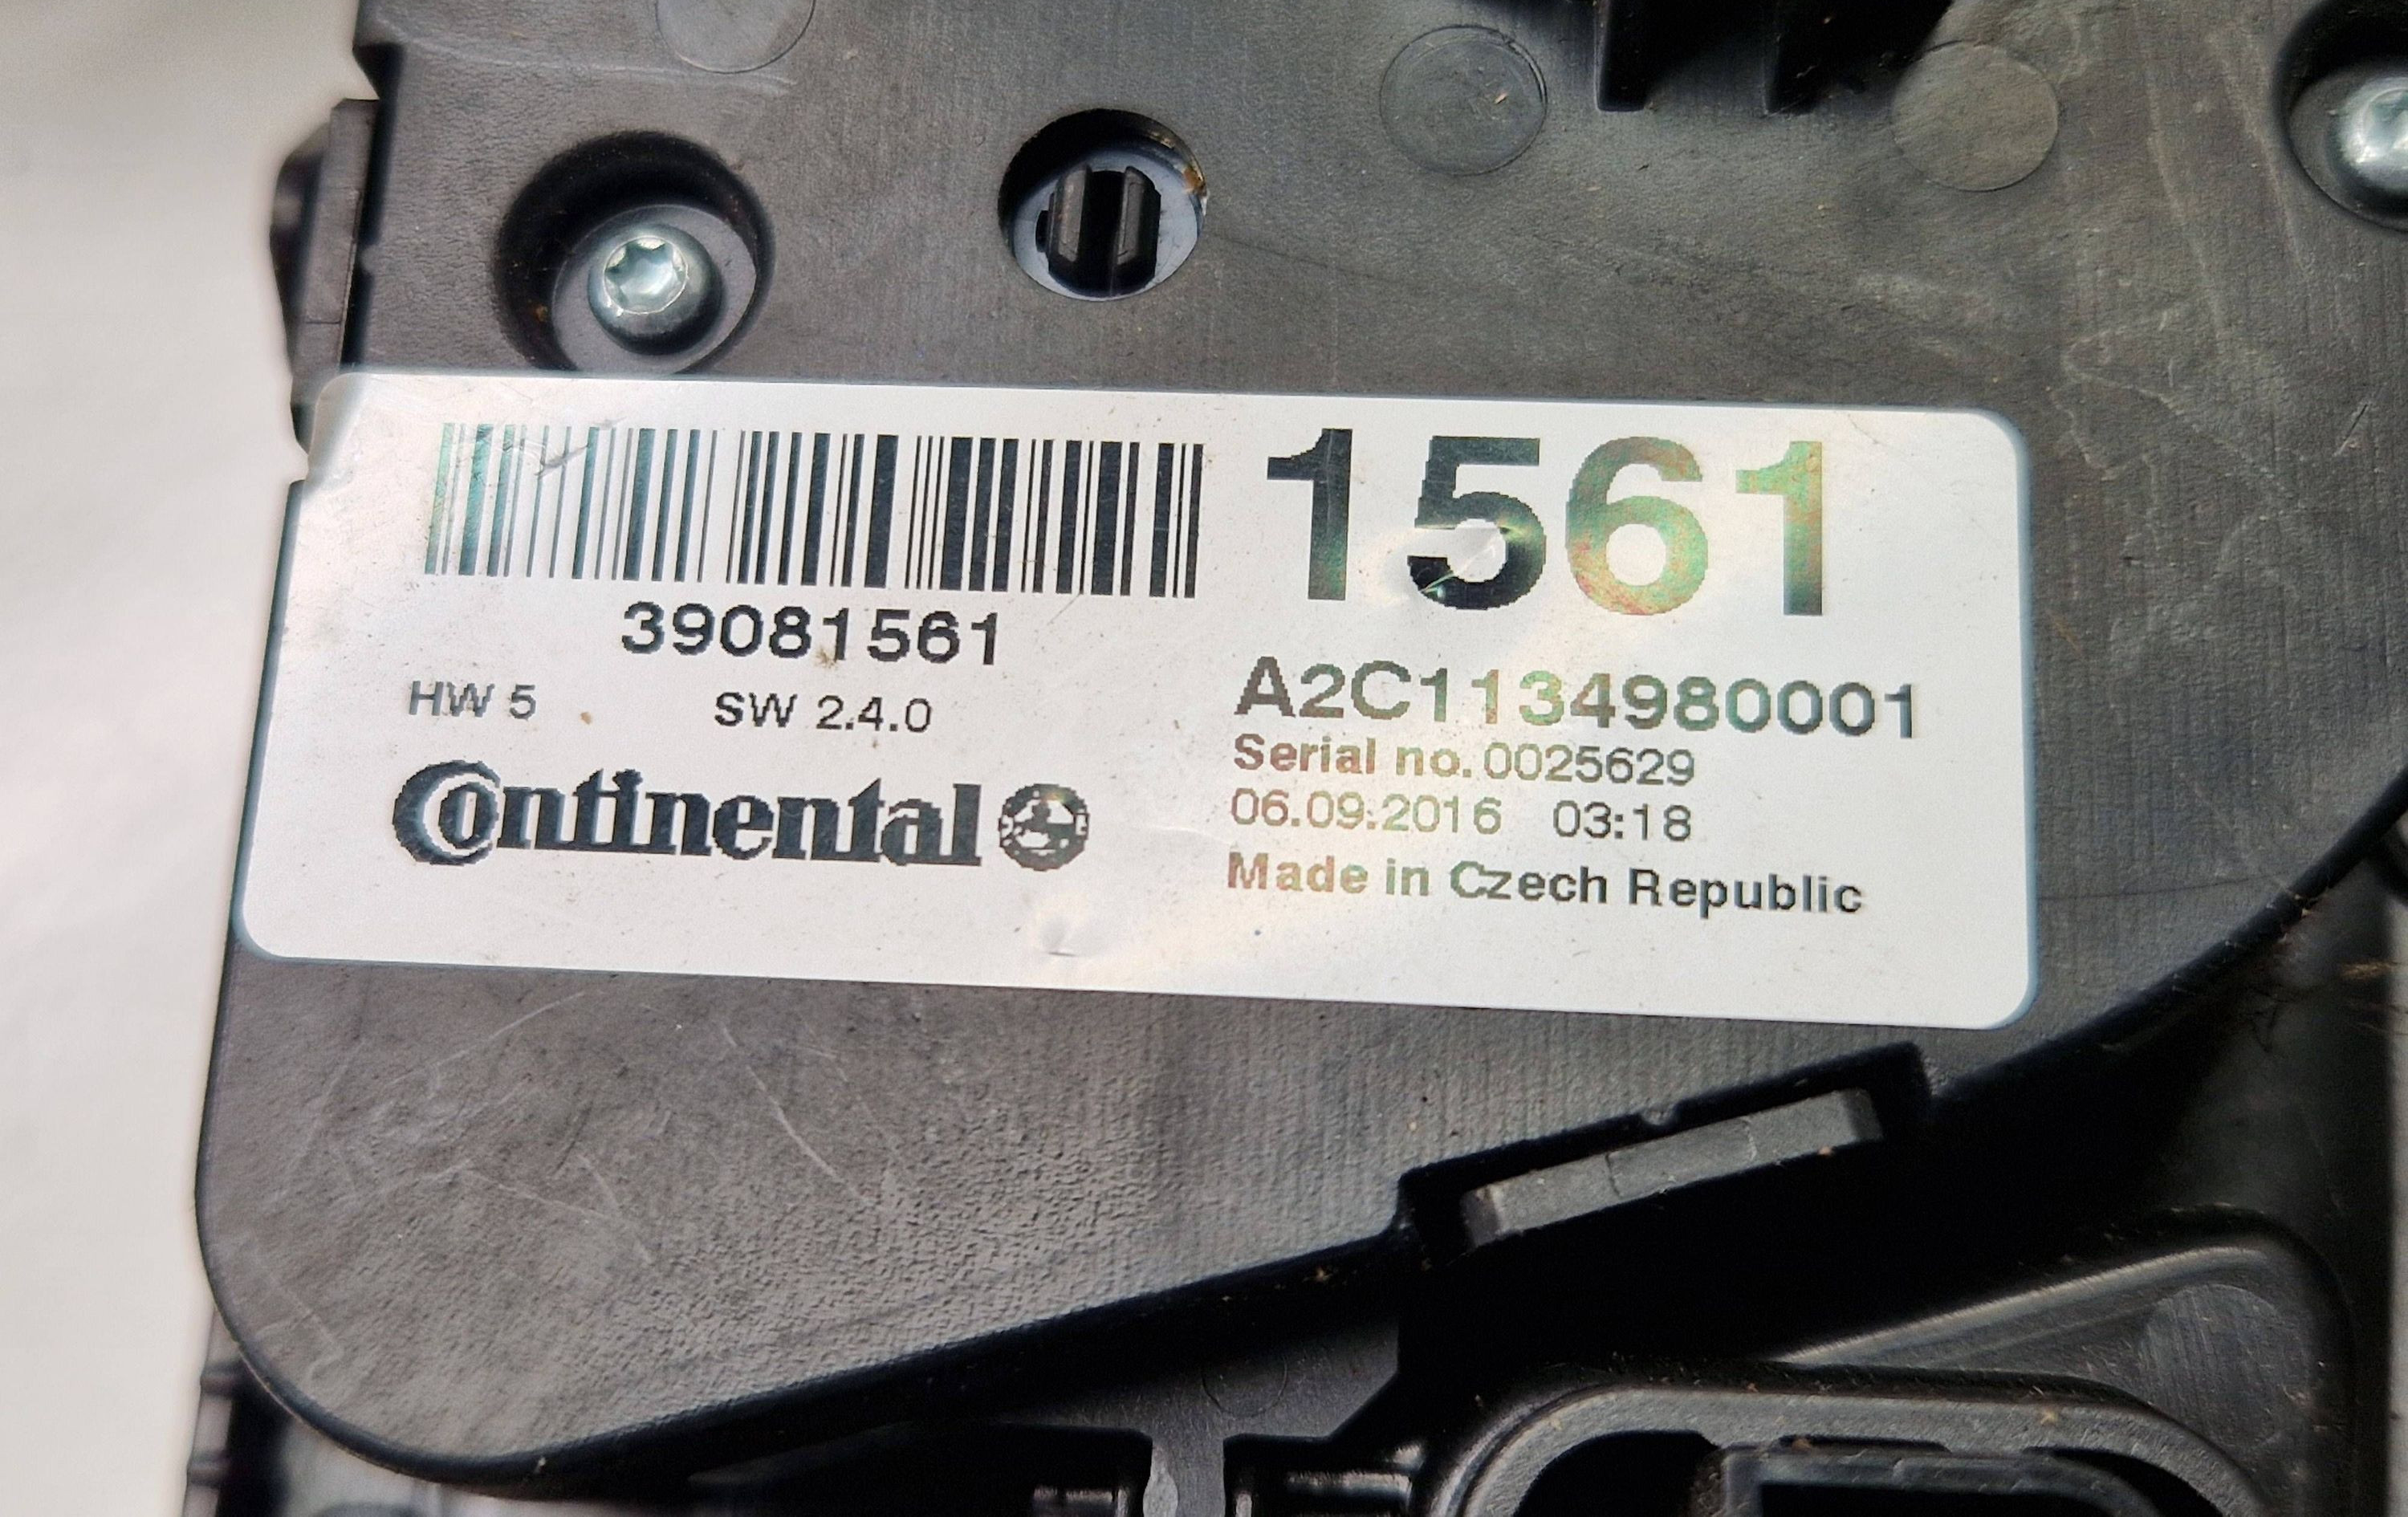 1561
39081561
HW 5 SW 2.4.0
A2C1134980001
Serial no. 0025629
06.09.2016 03:18
Continental
Made in Czech Republic